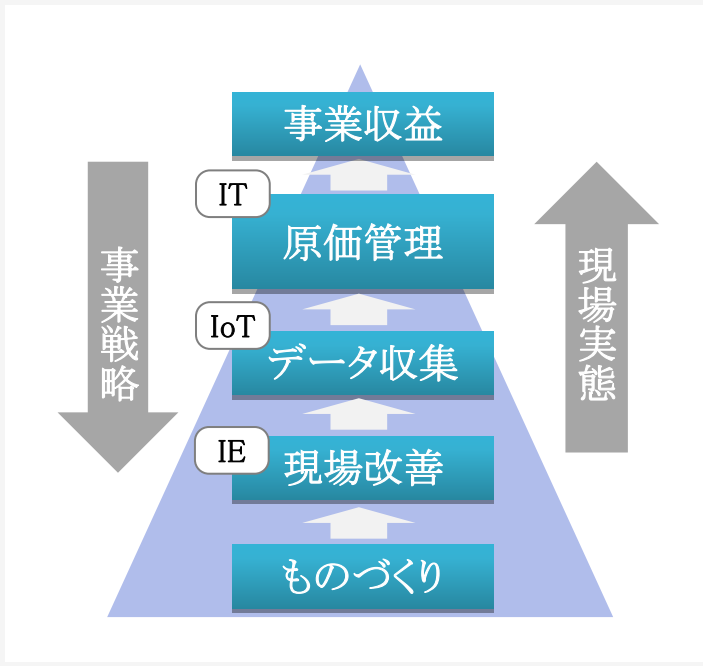 事業収益
IT
原価管理
IoT
データ収集
IE
現場改善
ものづくり
事業戦略
現場実態